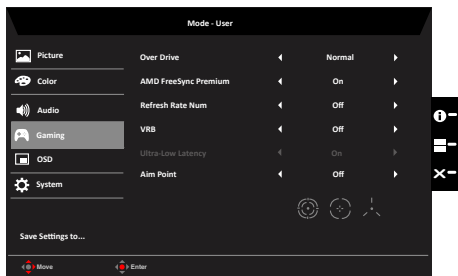 Mode - User
Picture
Color
Audio
Gaming
OSD
System
Over Drive Normal
AMD FreeSync Premium On
Refresh Rate Num Off
VRB Off
Ultra-Low Latency On
Aim Point Off
Save Settings to...
Move Enter